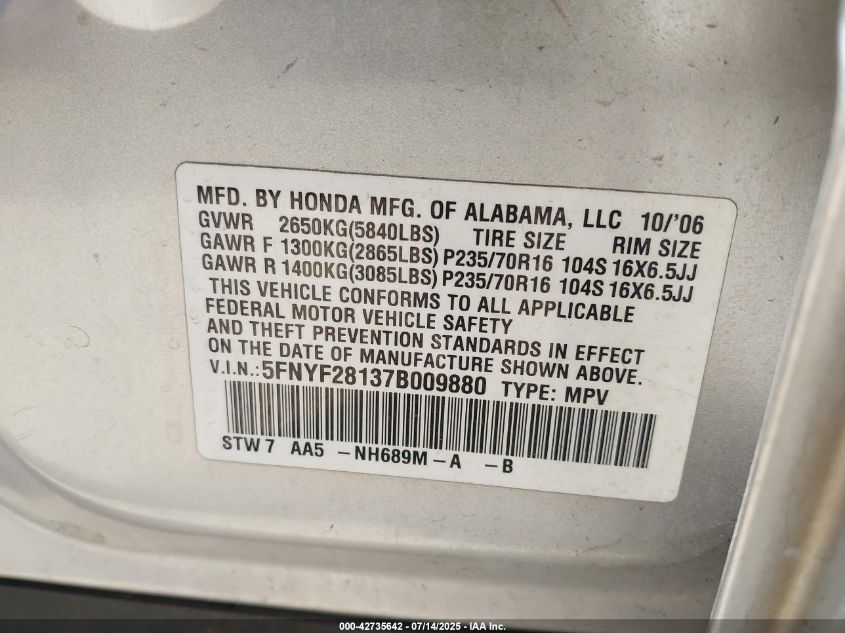 MFD. BY HONDA MFG. OF ALABAMA, LLC 10/'06
GVWR 2650KG(5840LBS) TIRE SIZE RIM SIZE
GAWR F 1300KG(2865LBS) P235/70R16 104S 16X6.5JJ
GAWR R 1400KG(3085LBS) P235/70R16 104S 16X6.5JJ
THIS VEHICLE CONFORMS TO ALL APPLICABLE
FEDERAL MOTOR VEHICLE SAFETY
AND THEFT PREVENTION STANDARDS IN EFFECT
ON THE DATE OF MANUFACTURE SHOWN ABOVE.
V.I.N.:5FNYF28137B009880 TYPE: MPV
STW7 AA5 -NH689M-A -B
000-42735642 - 07/14/2025 - IAA Inc.